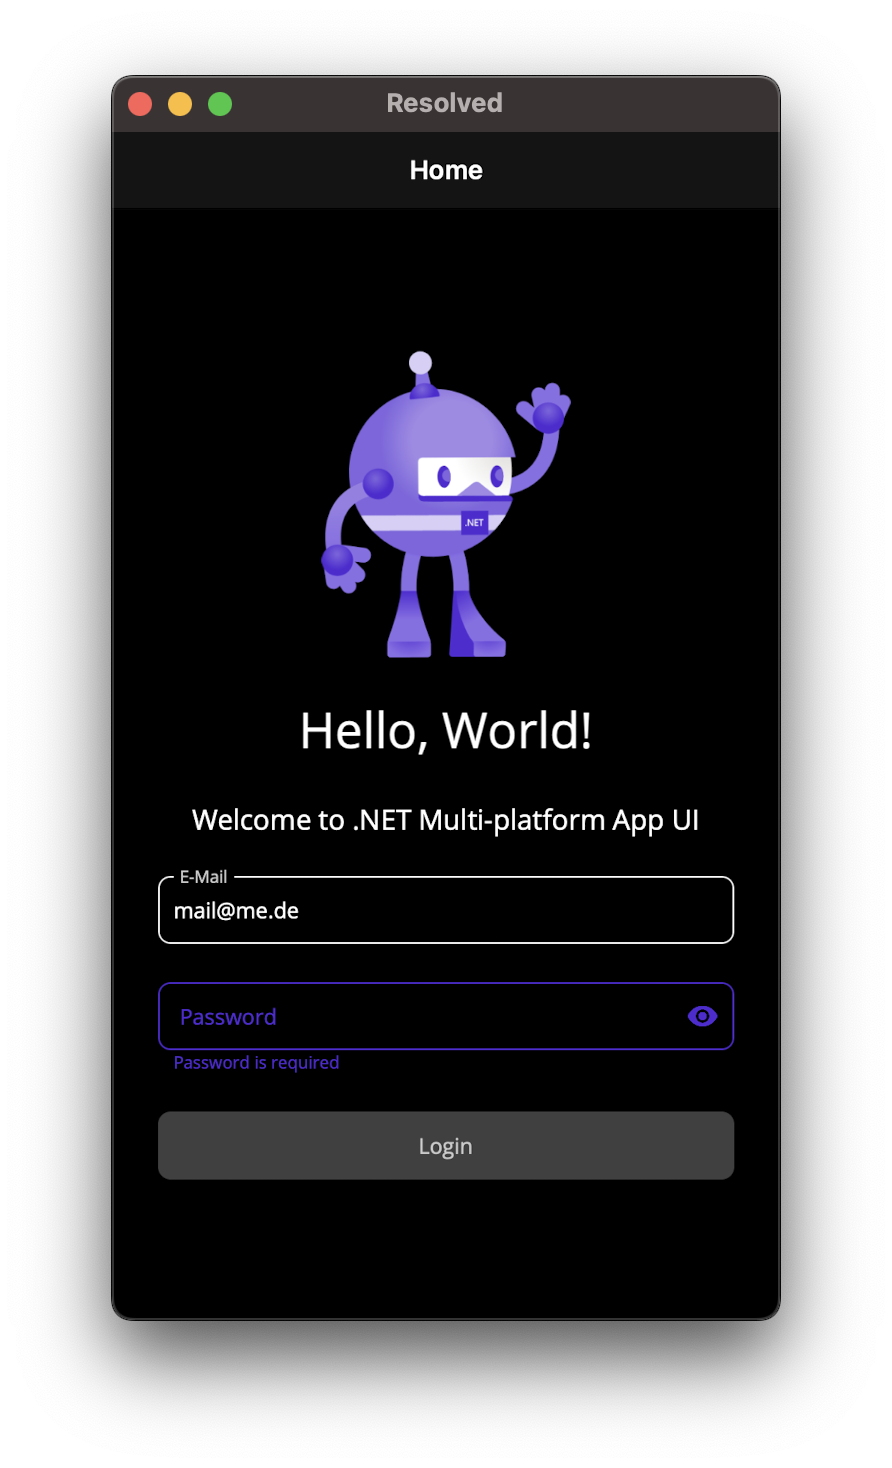 Resolved
Home
.NET
Hello, World!
Welcome to .NET Multi-platform App UI
E-Mail
mail@me.de
Password
Password is required
Login